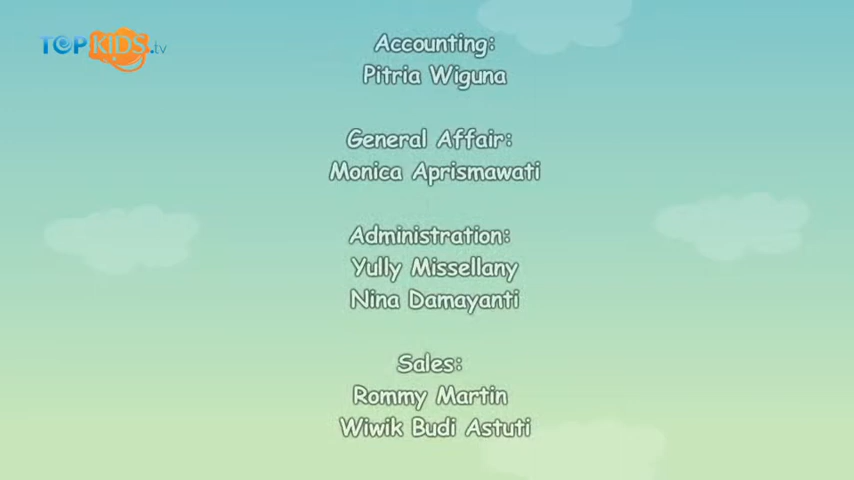 TOPKIDS.tv
Accounting:
Pitria Wiguna
General Affair:
Monica Aprismawati
Administration:
Yully Missellany
Nina Damayanti
Sales:
Rommy Martin
Wiwik Budi Astuti